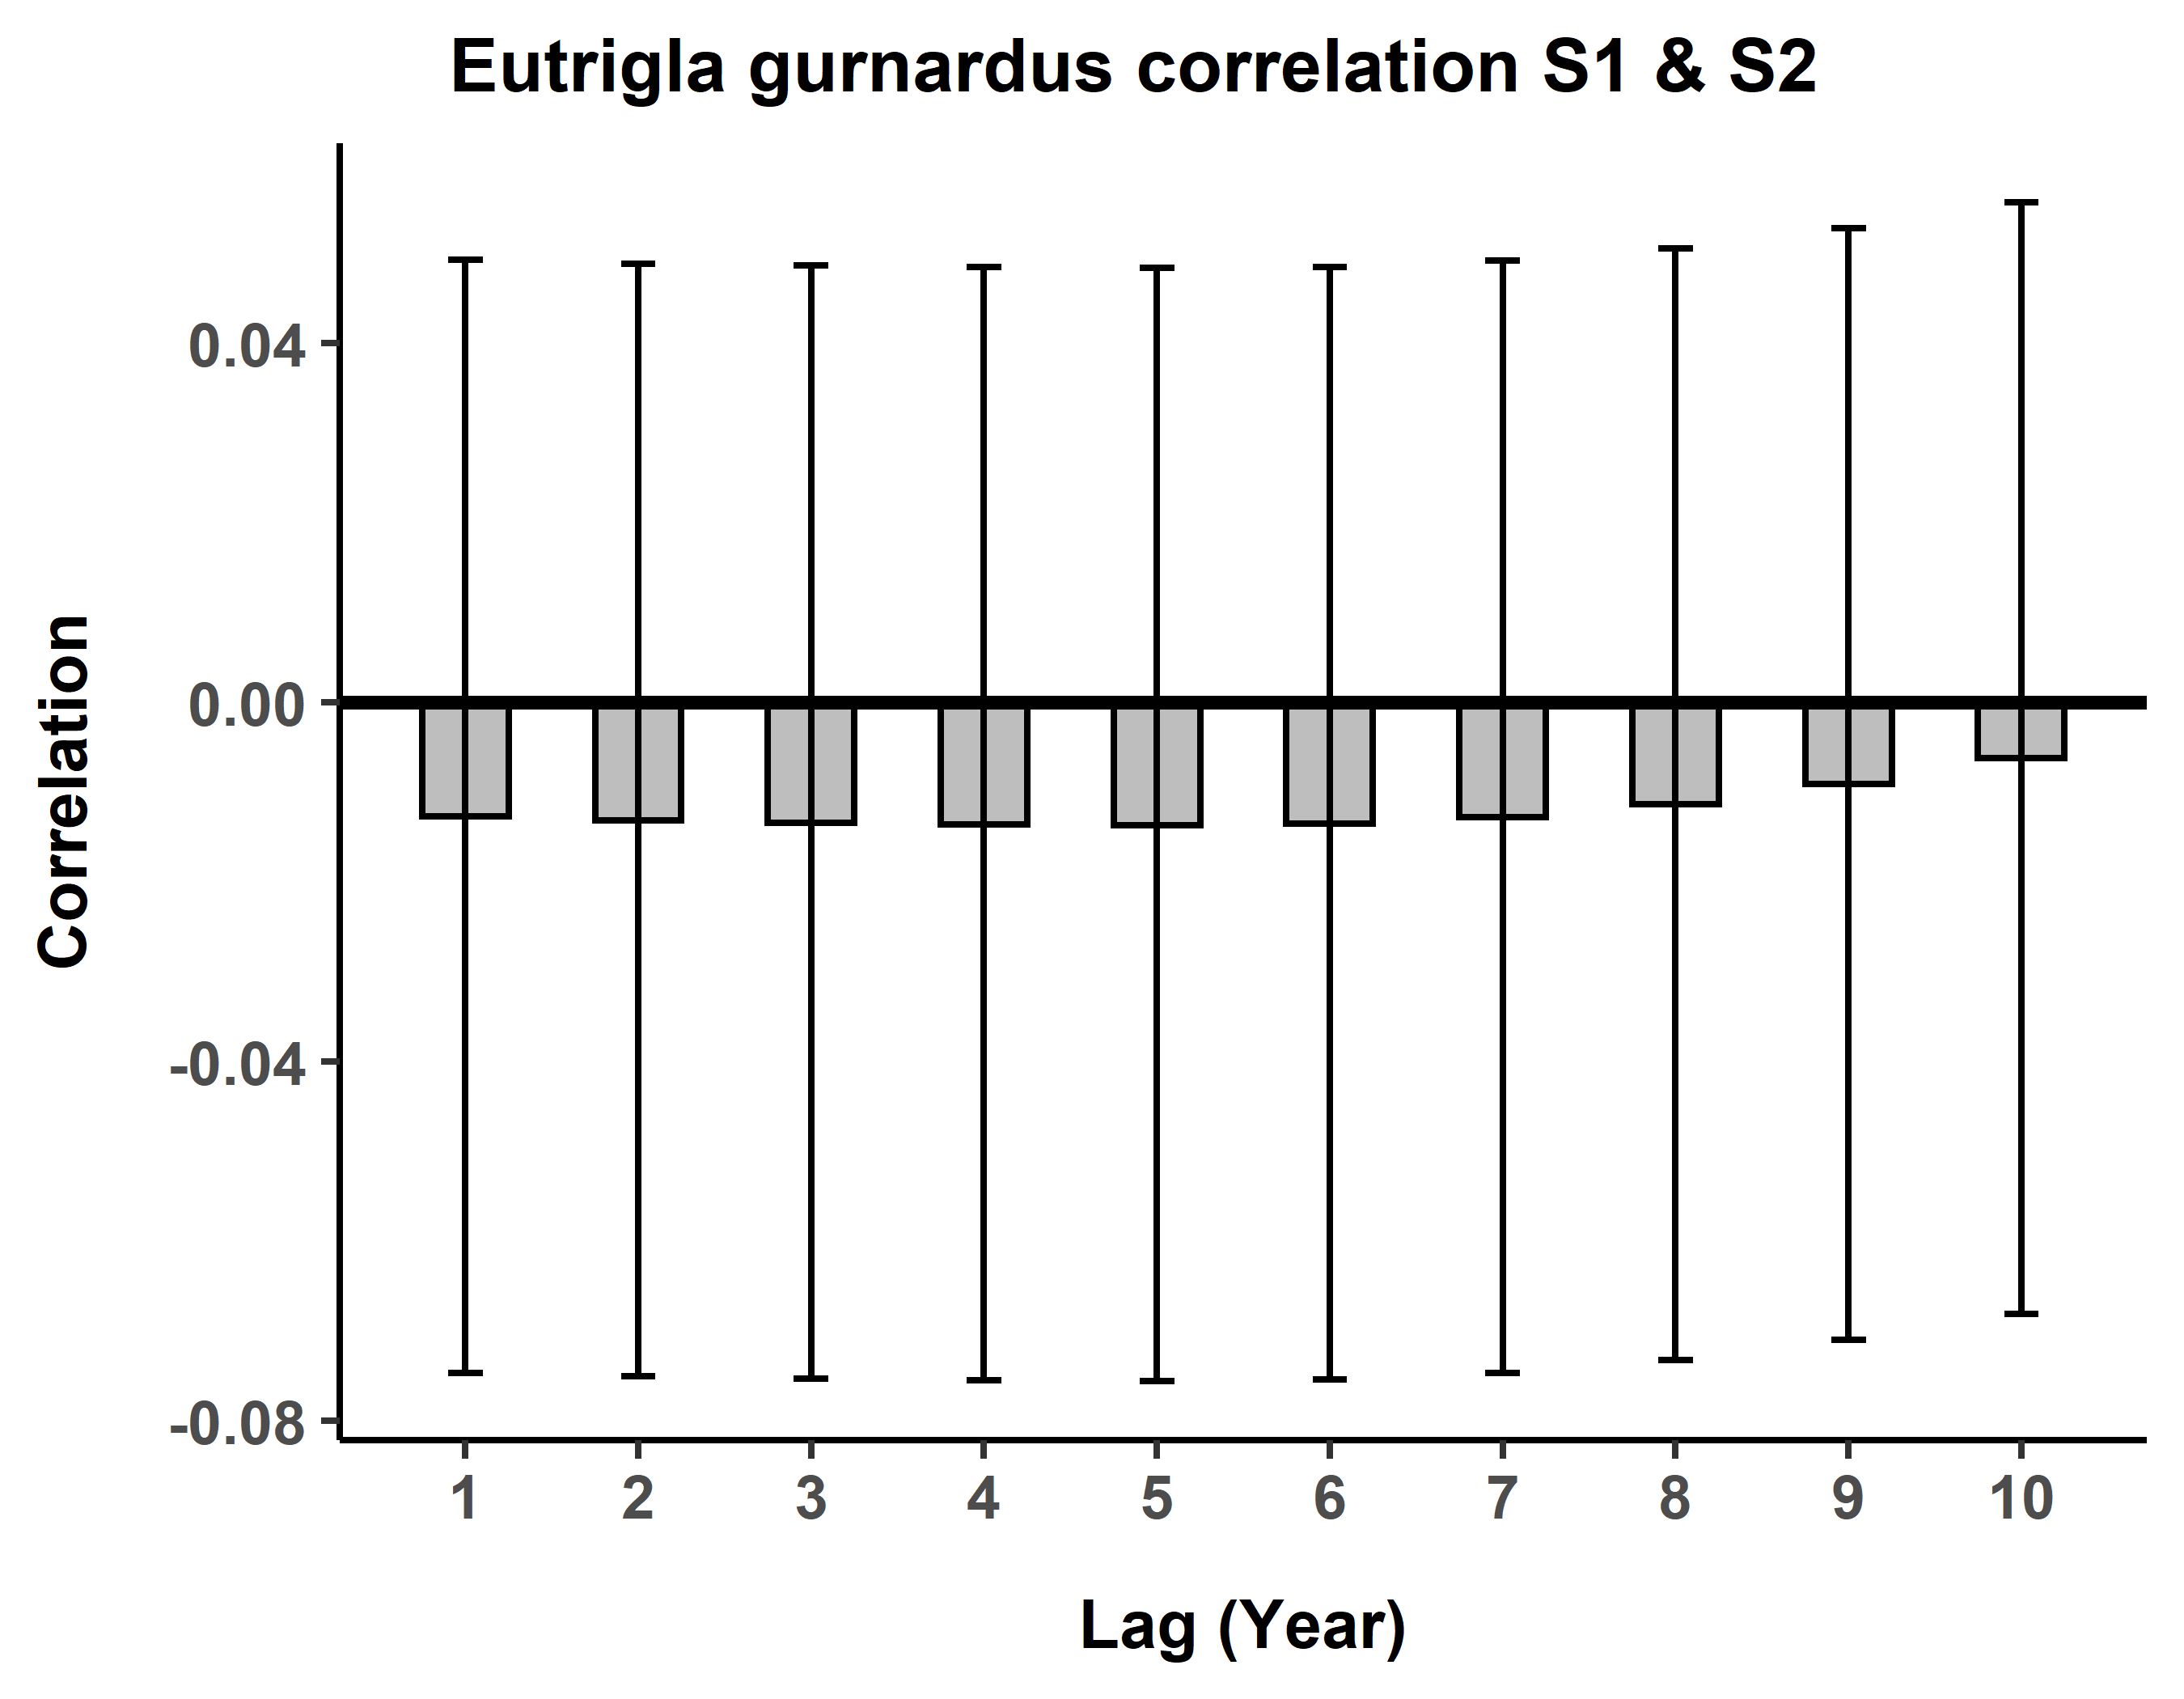 Eutrigla gurnardus correlation S1 & S2
Correlation
0.04
0.00
-0.04
-0.08
1 2 3 4 5 6 7 8 9 10
Lag (Year)